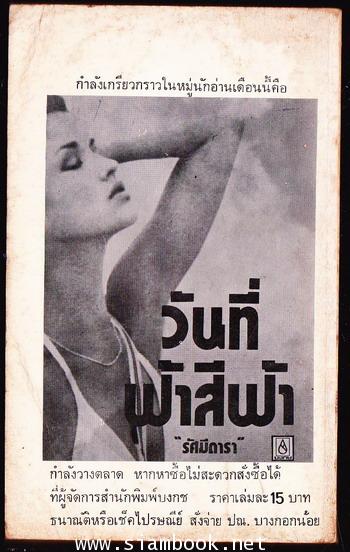 กำลังเกรียวกราวในหมู่นักอ่านเดือนนี้คือ
วันที่
ฟ้าสีฟ้า
"รัศมีดารา"
กำลังวางตลาด หากหาซื้อไม่สะดวกสั่งซื้อได้
ที่ผู้จัดการสำนักพิมพ์บงกช ราคาเล่มละ 15 บาท
ธนาณัติหรือเช็คไปรษณีย์ สั่งจ่าย ปณ. บางกอกน้อย
www.siambook.net